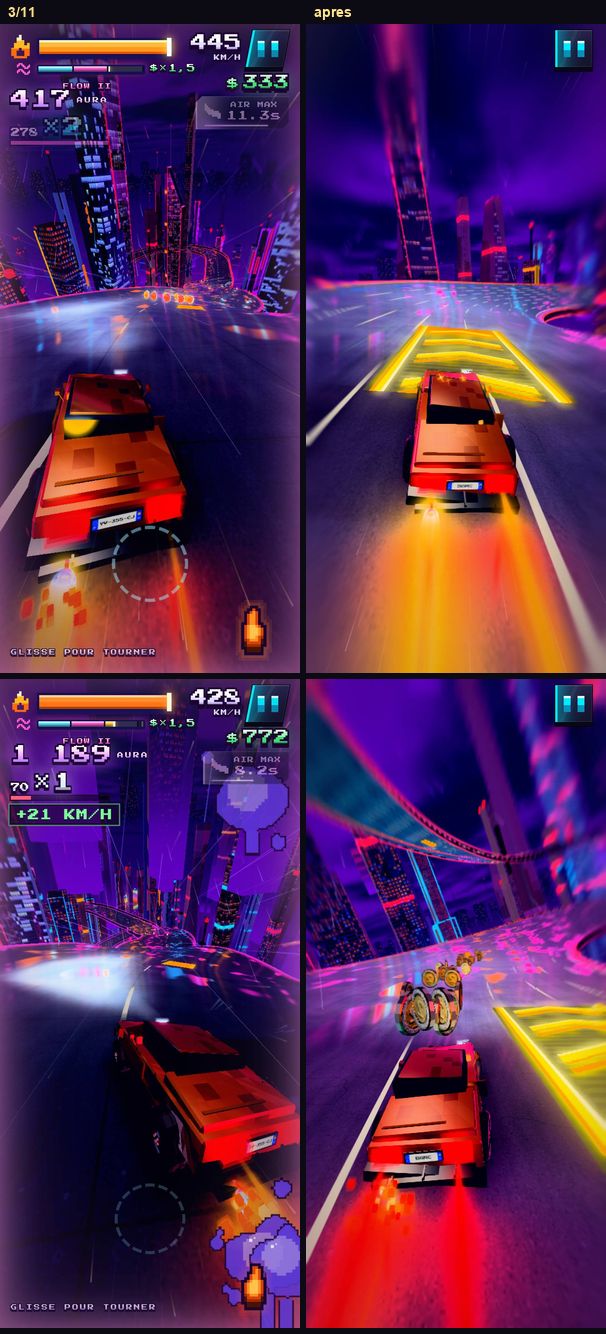 3/11
apres
445
KM/H
$×1,5
$333
FLOW II
417 AURA
AIR MAX
11.3s
278 ×2
GLISSE POUR TOURNER
428
KM/H
$×1,5
$772
FLOW II
1 189 AURA
AIR MAX
8.2s
70 ×1
+21 KM/H
GLISSE POUR TOURNER